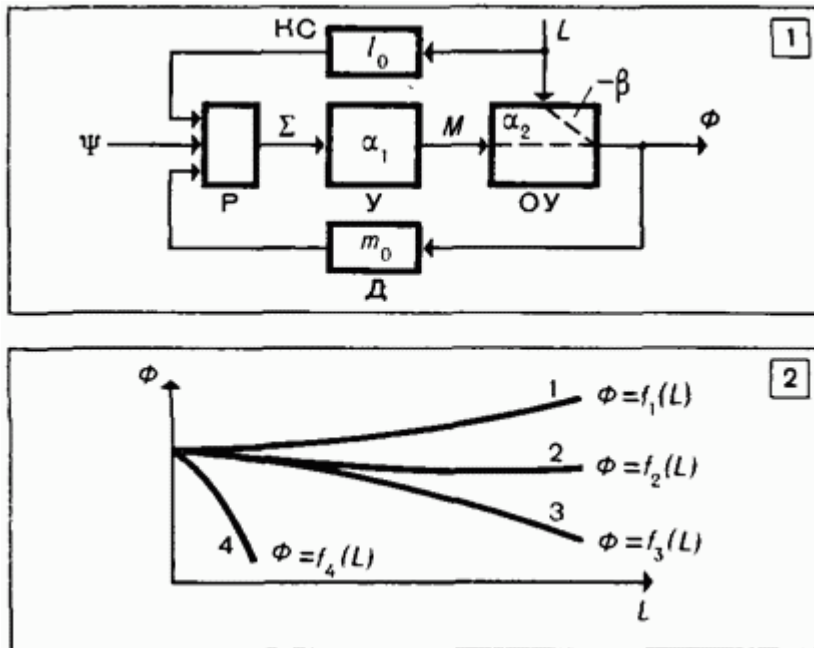 КС
L
1
l₀
−β
Ψ
Σ
α₁
M
α₂
Φ
Р
У
ОУ
m₀
Д
Φ
1
Φ=f₁(L)
2
2
Φ=f₂(L)
3
4
Φ=f₄(L)
Φ=f₃(L)
L